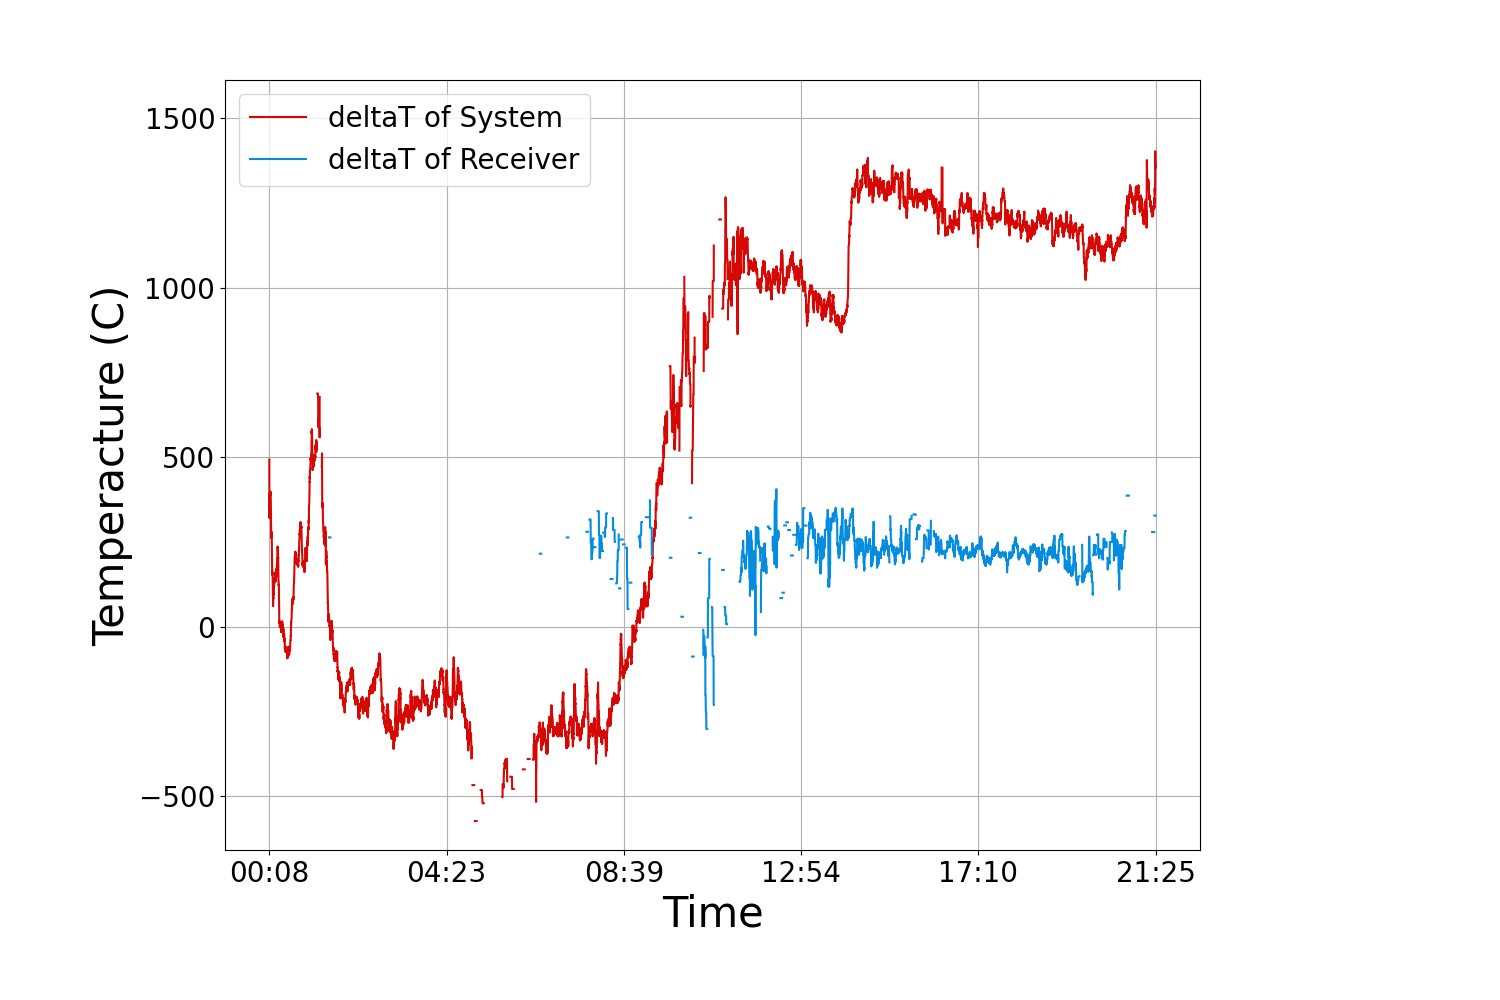 deltaT of System
deltaT of Receiver
1500
1000
500
0
−500
Temperacture (C)
00:08 04:23 08:39 12:54 17:10 21:25
Time